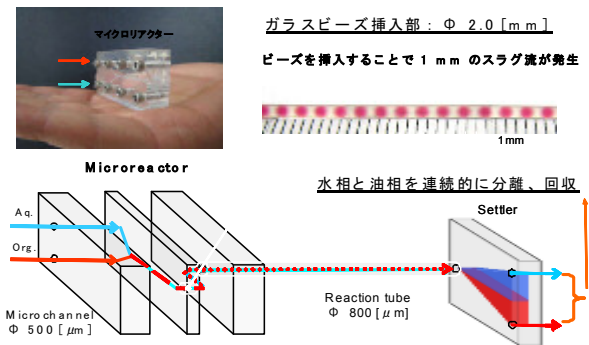 マイクロリアクター
ガラスビーズ挿入部：Φ 2.0[mm]
ビーズを挿入することで 1 mm のスラグ流が発生
1mm
Microreactor
水相と油相を連続的に分離、回収
Aq.
Org.
Settler
Microchannel
Φ 500[μm]
Reaction tube
Φ 800[μm]